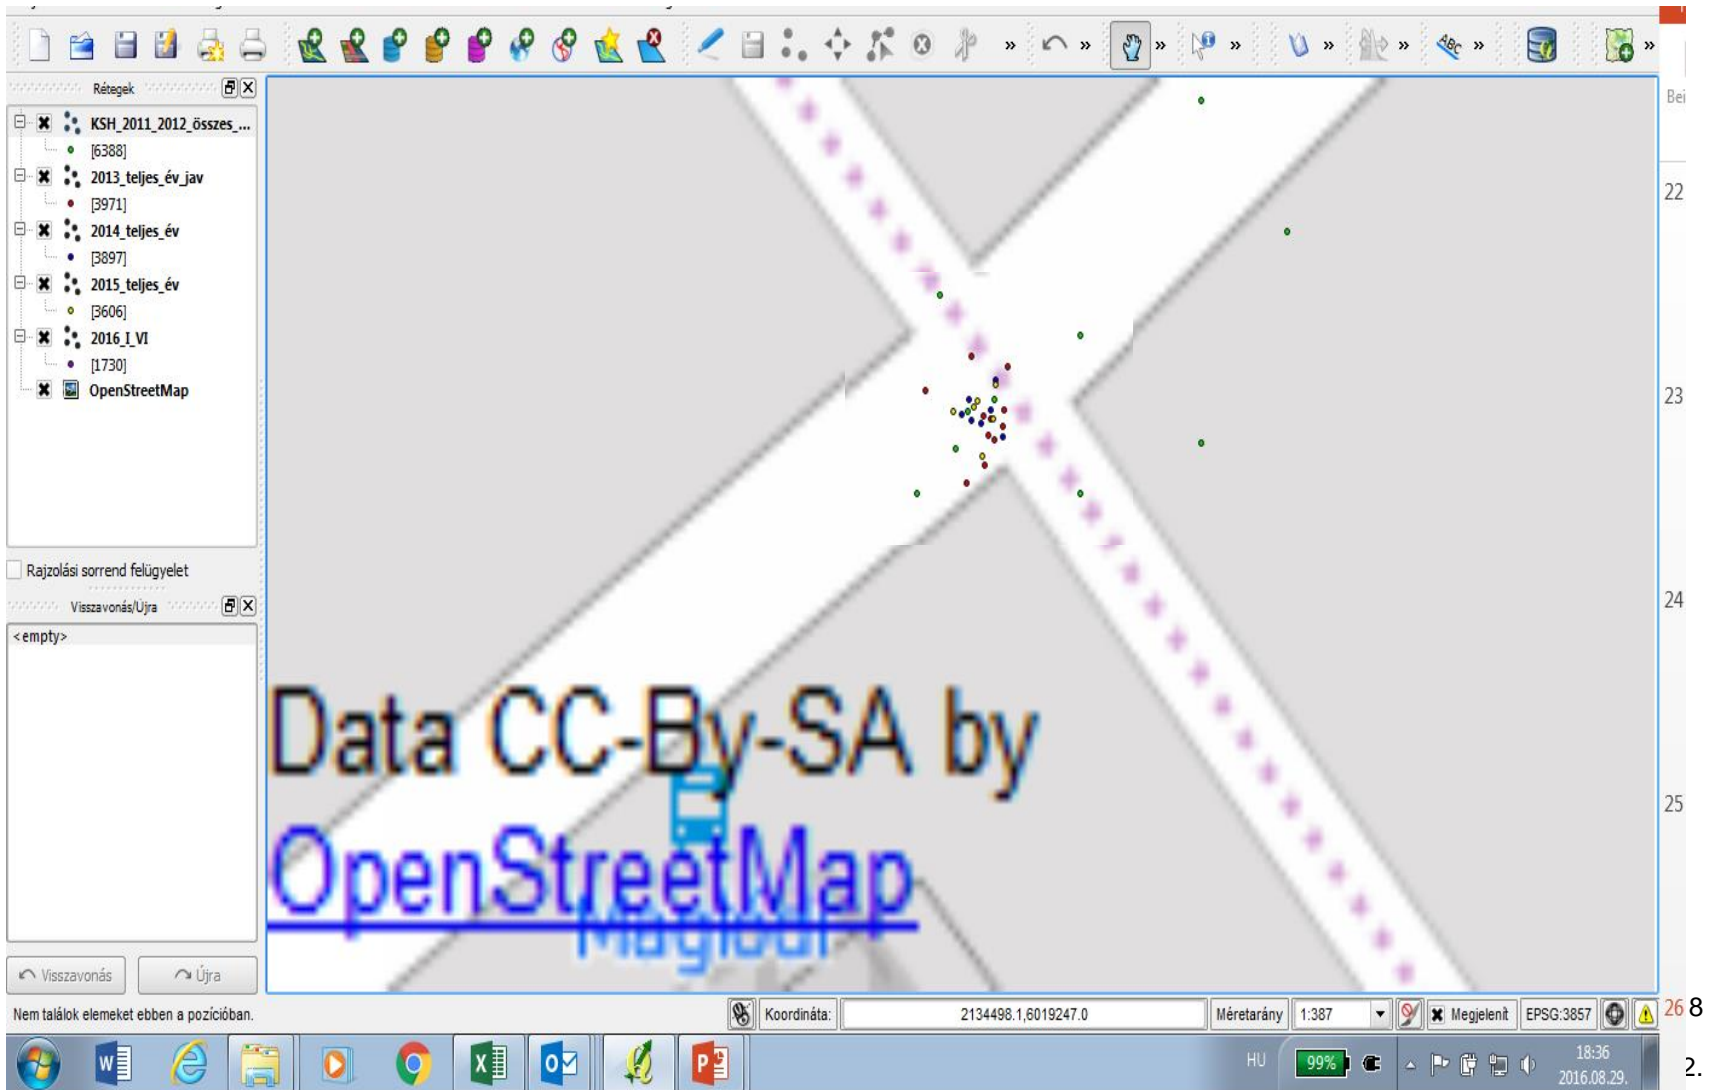 Rétegek
Bei
KSH_2011_2012_összes_...
[6388]
2013_teljes_év_jav
[3971]
22
2014_teljes_év
[3897]
2015_teljes_év
[3606]
2016_I_VI
[1730]
OpenStreetMap
23
Rajzolási sorrend felügyelet
Visszavonás/Újra
24
<empty>
Data CC-By-SA by
25
OpenStreetMap
Visszavonás
Újra
Nem találok elemeket ebben a pozícióban.
Koordináta:
2134498.1,6019247.0
Méretarány
1:387
Megjelenít
EPSG:3857
26
8
HU
99%
18:36
2016.08.29.
2.